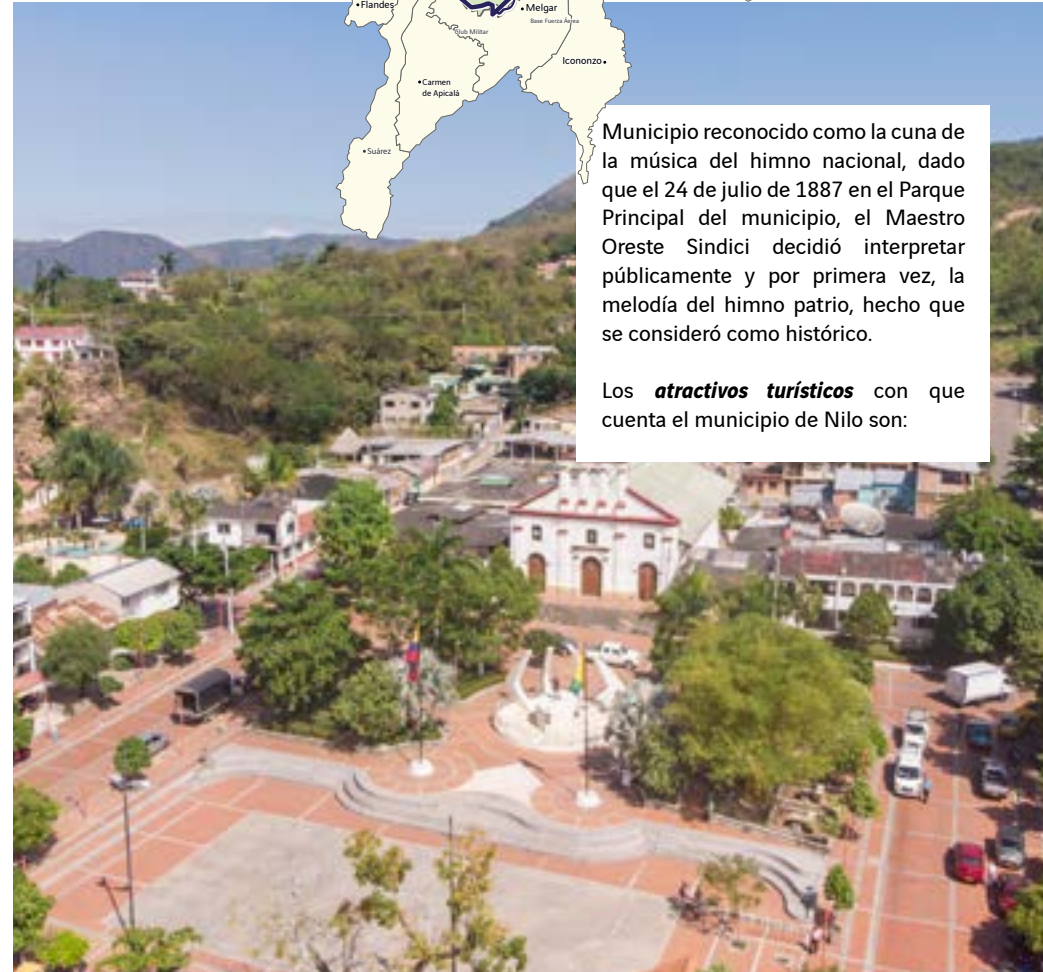 Flandes
Melgar
Base Fuerza Aérea
Club Militar
Icononzo
Carmen
de Apicalá
Suárez
Municipio reconocido como la cuna de
la música del himno nacional, dado
que el 24 de julio de 1887 en el Parque
Principal del municipio, el Maestro
Oreste Sindici decidió interpretar
públicamente y por primera vez, la
melodía del himno patrio, hecho que
se consideró como histórico.
Los atractivos turísticos con que
cuenta el municipio de Nilo son: